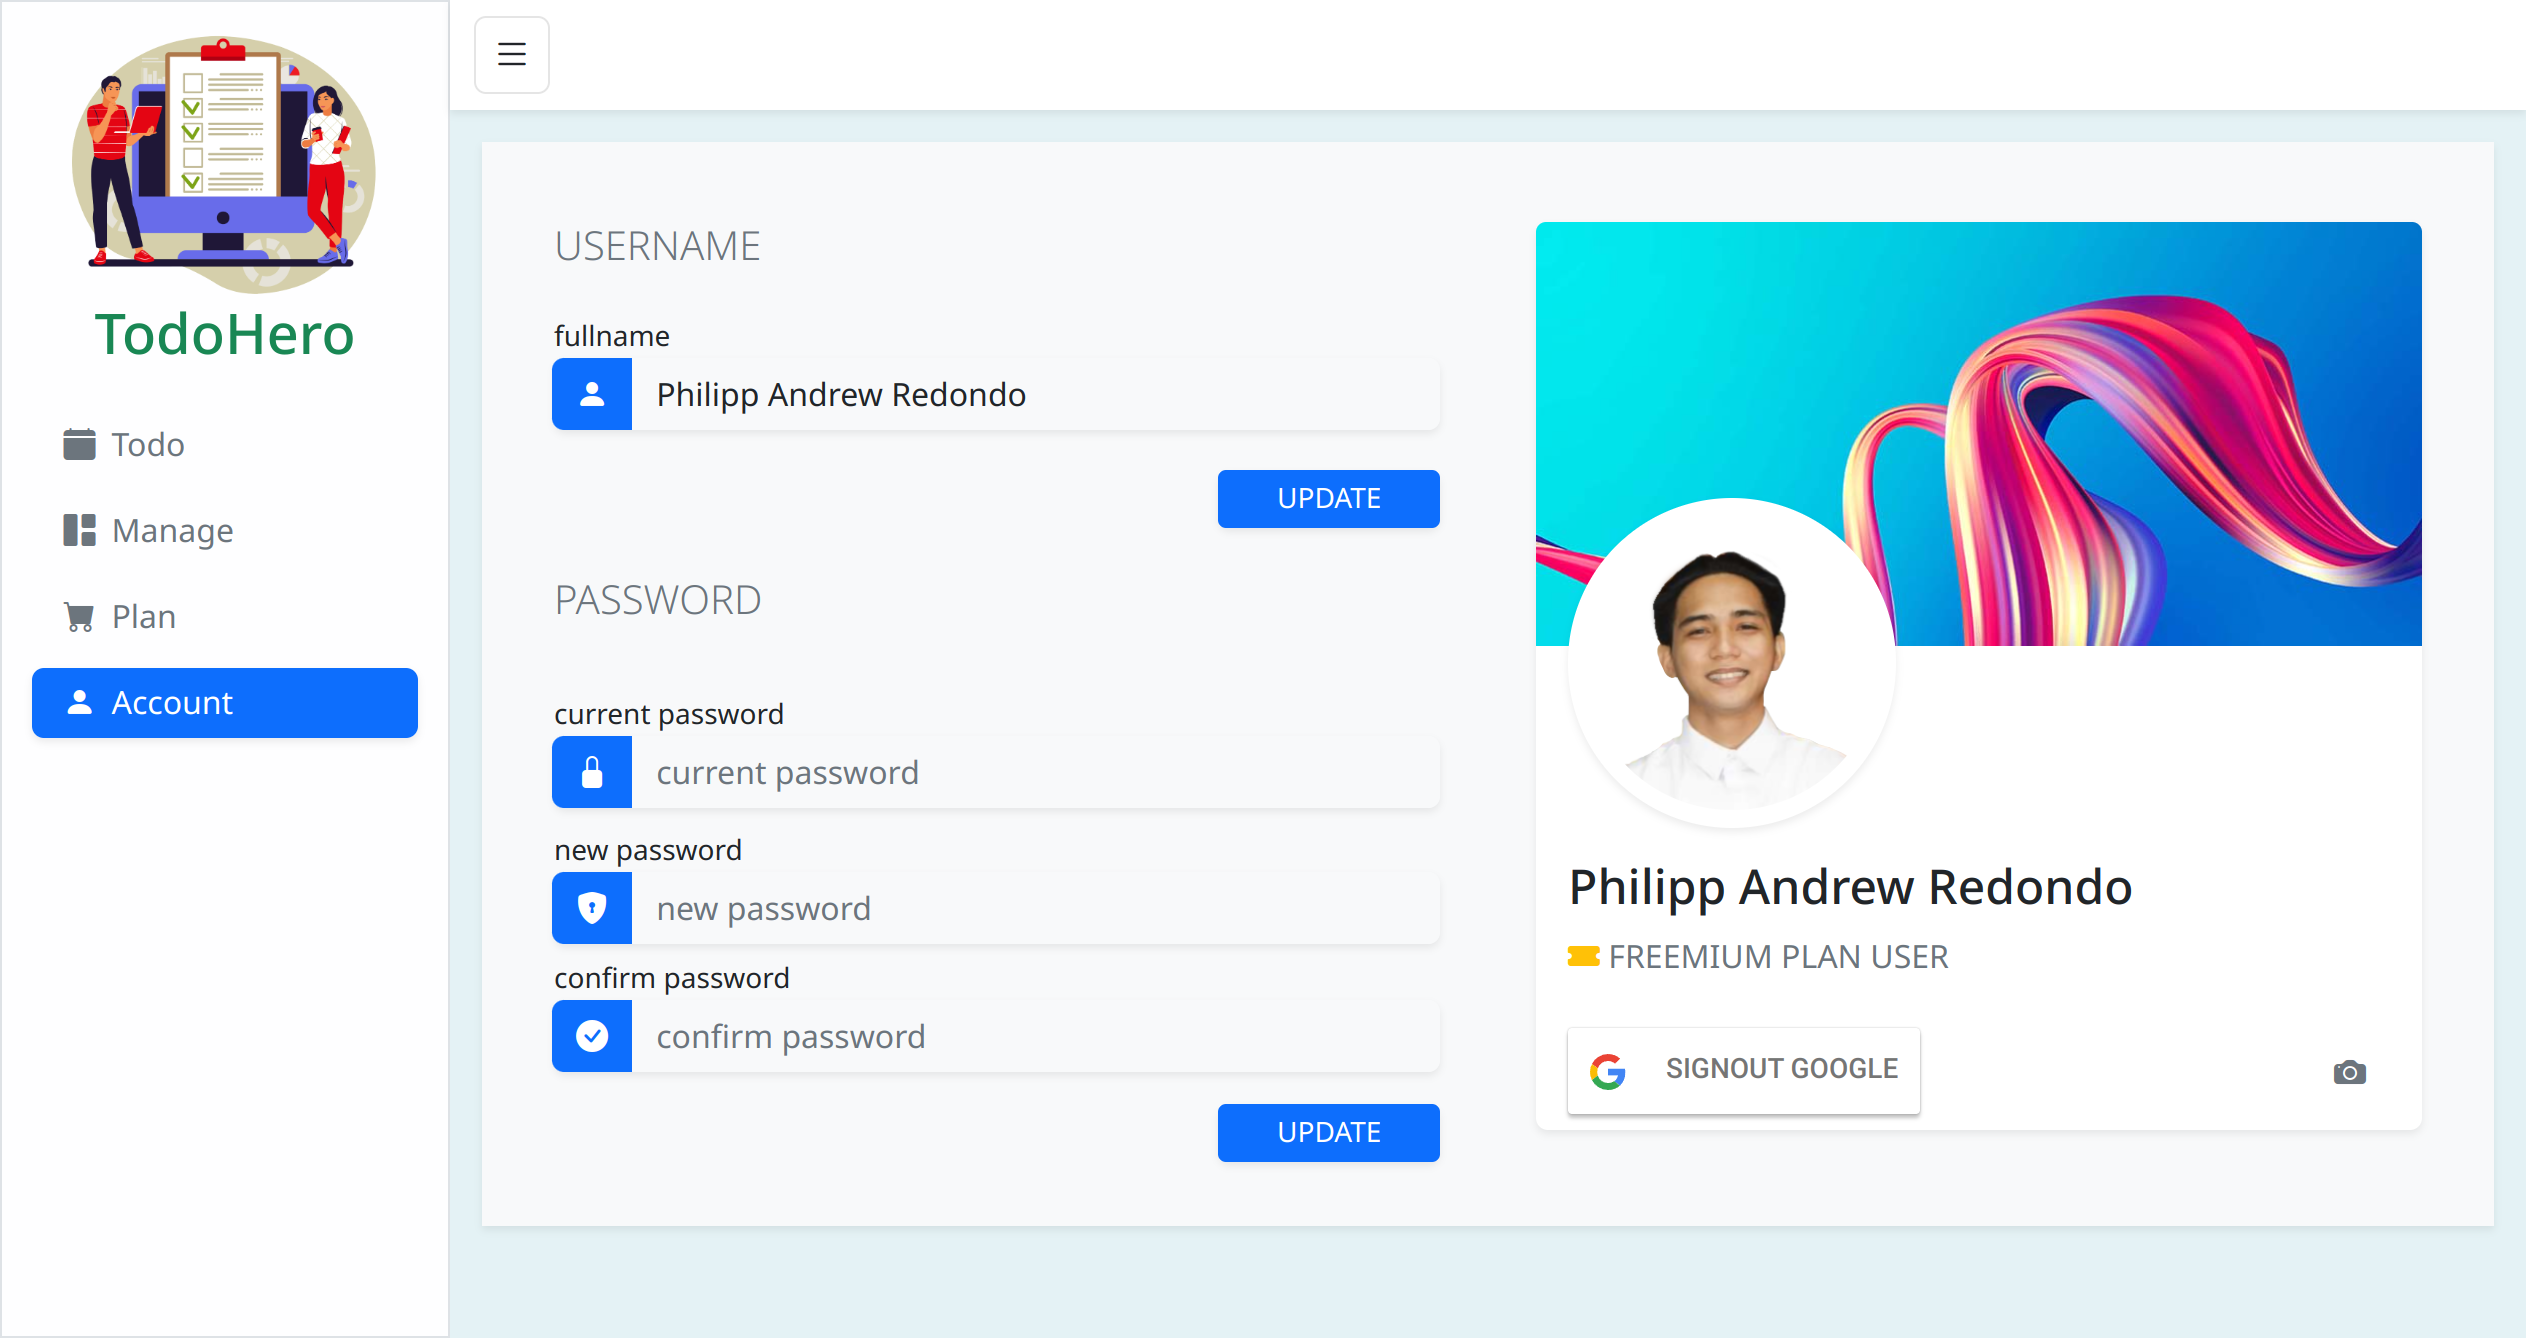 TodoHero
Todo
Manage
Plan
Account
USERNAME
fullname
Philipp Andrew Redondo
UPDATE
PASSWORD
current password
current password
new password
new password
confirm password
confirm password
UPDATE
Philipp Andrew Redondo
FREEMIUM PLAN USER
SIGNOUT GOOGLE